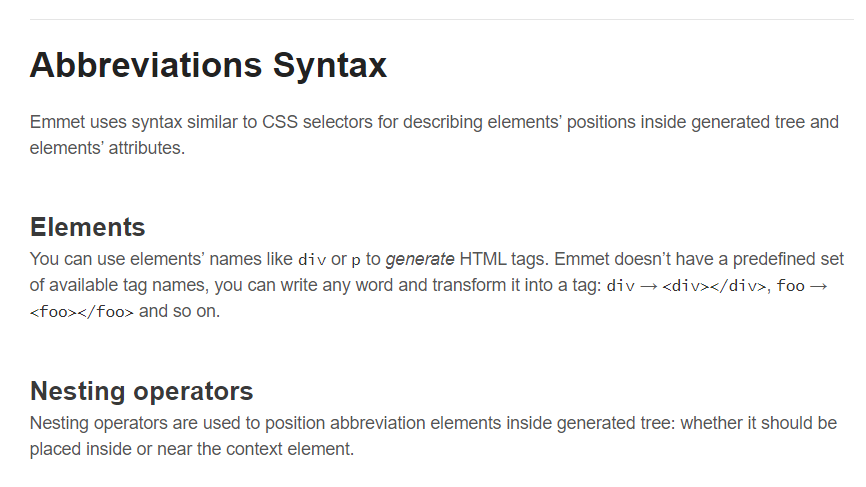 Abbreviations Syntax
Emmet uses syntax similar to CSS selectors for describing elements’ positions inside generated tree and
elements’ attributes.
Elements
You can use elements’ names like div or p to generate HTML tags. Emmet doesn’t have a predefined set
of available tag names, you can write any word and transform it into a tag: div → <div></div>, foo →
<foo></foo> and so on.
Nesting operators
Nesting operators are used to position abbreviation elements inside generated tree: whether it should be
placed inside or near the context element.